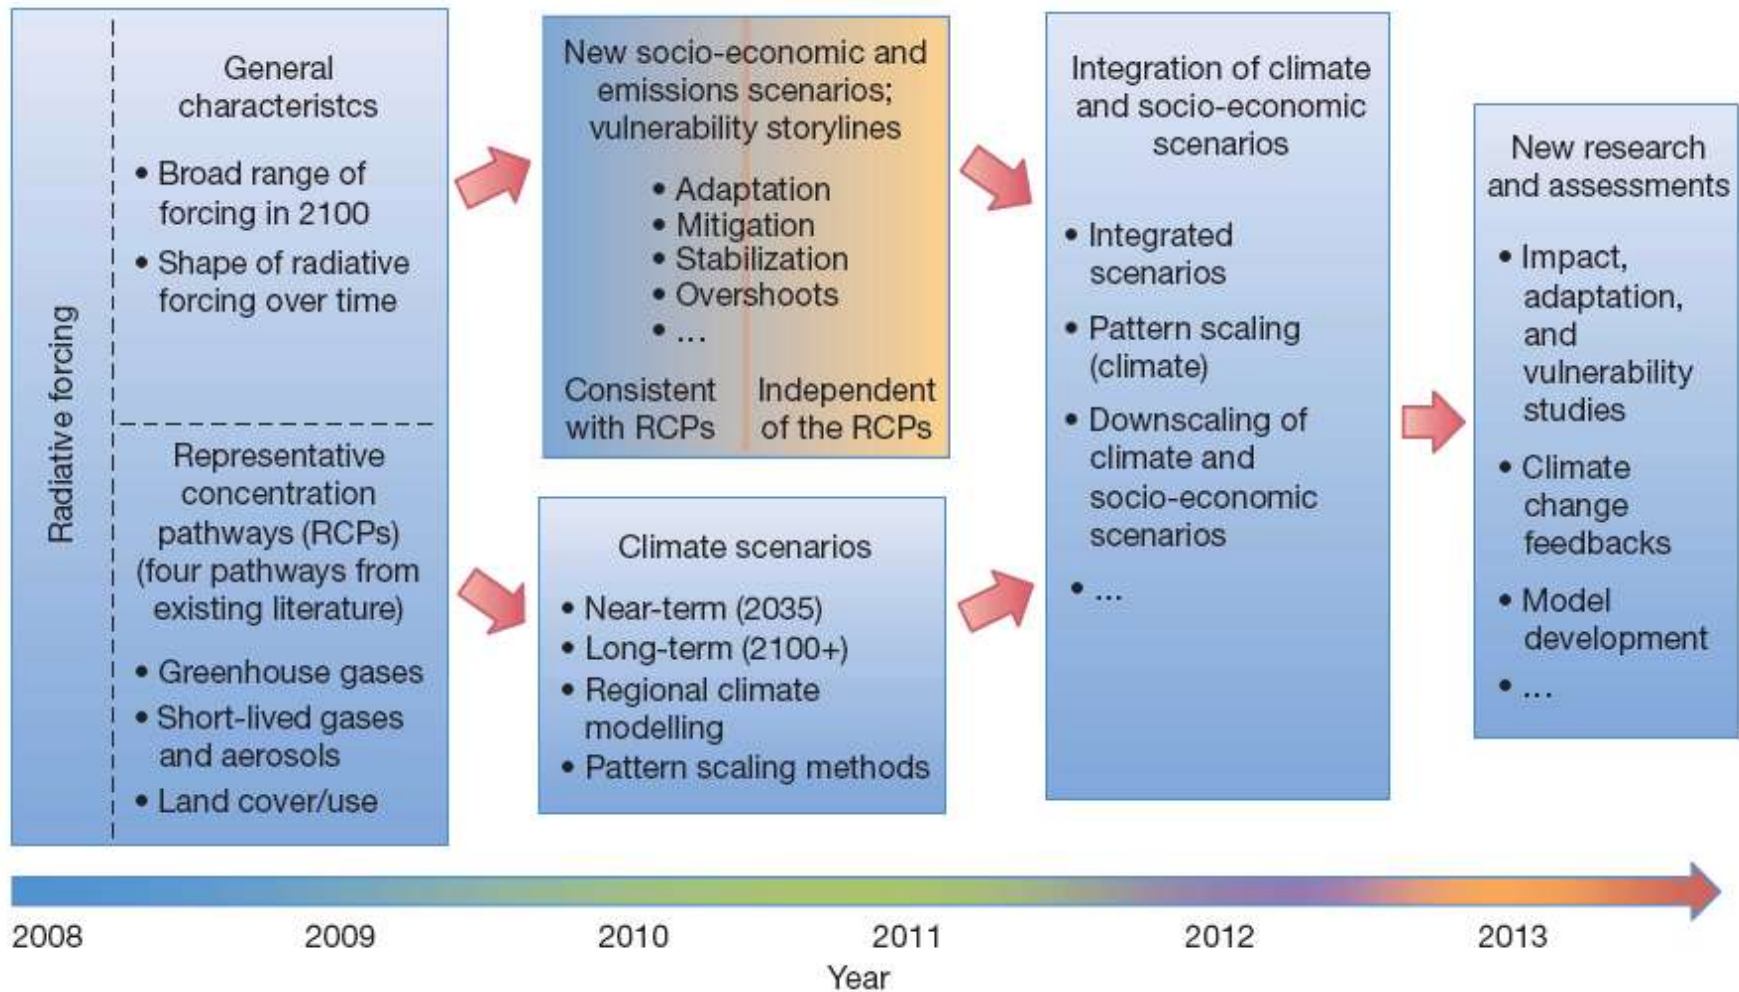 Radiative forcing
General
characteristcs
• Broad range of
forcing in 2100
• Shape of radiative
forcing over time
Representative
concentration
pathways (RCPs)
(four pathways from
existing literature)
• Greenhouse gases
• Short-lived gases
and aerosols
• Land cover/use
New socio-economic and
emissions scenarios;
vulnerability storylines
• Adaptation
• Mitigation
• Stabilization
• Overshoots
• ...
Consistent
with RCPs
Independent
of the RCPs
Climate scenarios
• Near-term (2035)
• Long-term (2100+)
• Regional climate
modelling
• Pattern scaling methods
Integration of climate
and socio-economic
scenarios
• Integrated
scenarios
• Pattern scaling
(climate)
• Downscaling of
climate and
socio-economic
scenarios
• ...
New research
and assessments
• Impact,
adaptation,
and
vulnerability
studies
• Climate
change
feedbacks
• Model
development
• ...
2008 2009 2010 2011 2012 2013
Year